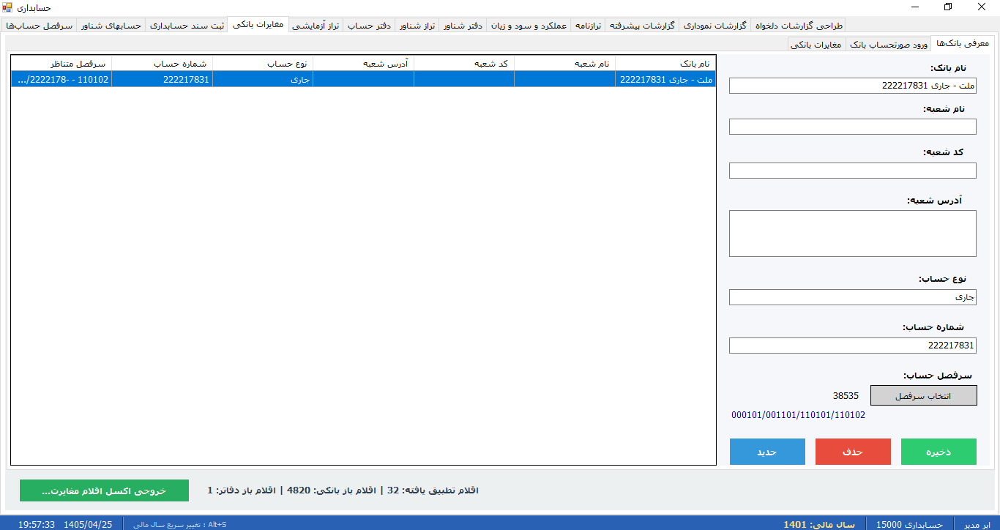 حسابداری
سرفصل حساب‌ها
حسابهای شناور
ثبت سند حسابداری
مغایرات بانکی
تراز آزمایشی
دفتر حساب
تراز شناور
دفتر شناور
عملکرد و سود و زیان
ترازنامه
گزارشات پیشرفته
گزارشات نموداری
طراحی گزارشات دلخواه
معرفی بانک‌ها
ورود صورتحساب بانک
مغایرات بانکی
نام بانک:
ملت - جاری 222217831
نام شعبه:
کد شعبه:
آدرس شعبه:
نوع حساب:
جاری
شماره حساب:
222217831
سرفصل حساب:
انتخاب سرفصل
38535
000101/001101/110101/110102
ذخیره
حذف
جدید
نام بانک نام شعبه کد شعبه آدرس شعبه نوع حساب شماره حساب سرفصل متناظر
ملت - جاری 222217831 جاری 222217831 110102 - -2222178/...
اقلام تطبیق یافته: 32 | اقلام باز بانکی: 4820 | اقلام باز دفاتر: 1
خروجی اکسل اقلام مغایرت...
ابر مدیر
حسابداری 15000
سال مالی: 1401
Alt+S : تغییر سریع سال مالی
1405/04/25
19:57:33